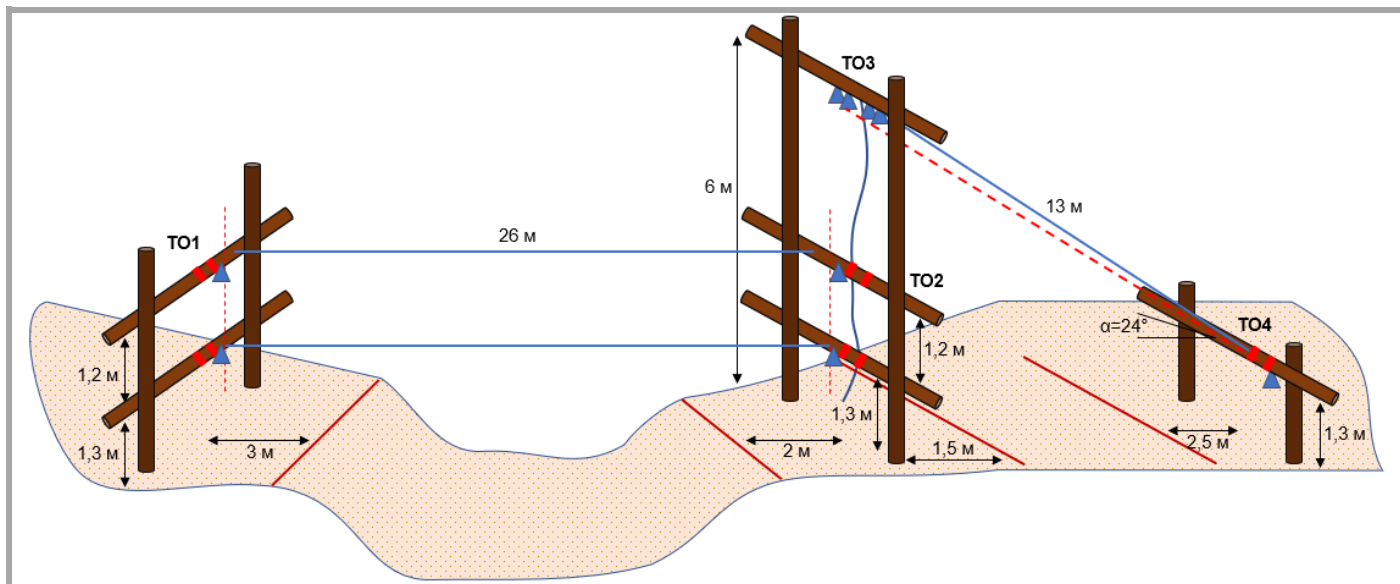 ТО3
6 м
13 м
ТО1
26 м
ТО2
α=24°
ТО4
1,2 м
1,2 м
1,3 м
3 м
2 м
1,3 м
1,5 м
2,5 м
1,3 м